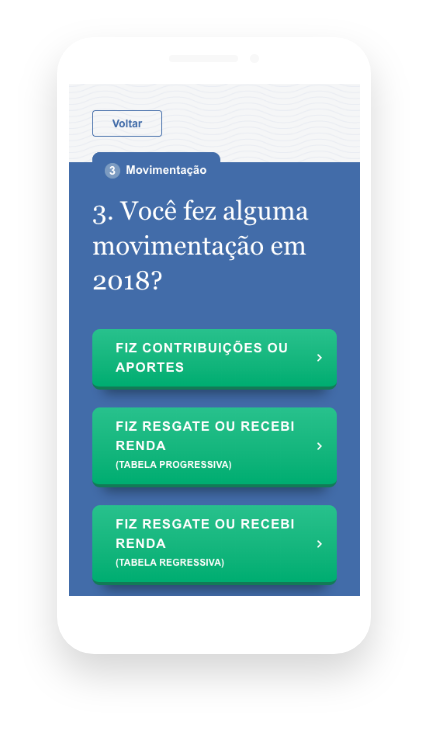 Voltar
3 Movimentação
3. Você fez alguma
movimentação em
2018?
FIZ CONTRIBUIÇÕES OU
APORTES
FIZ RESGATE OU RECEBI
RENDA
(TABELA PROGRESSIVA)
FIZ RESGATE OU RECEBI
RENDA
(TABELA REGRESSIVA)